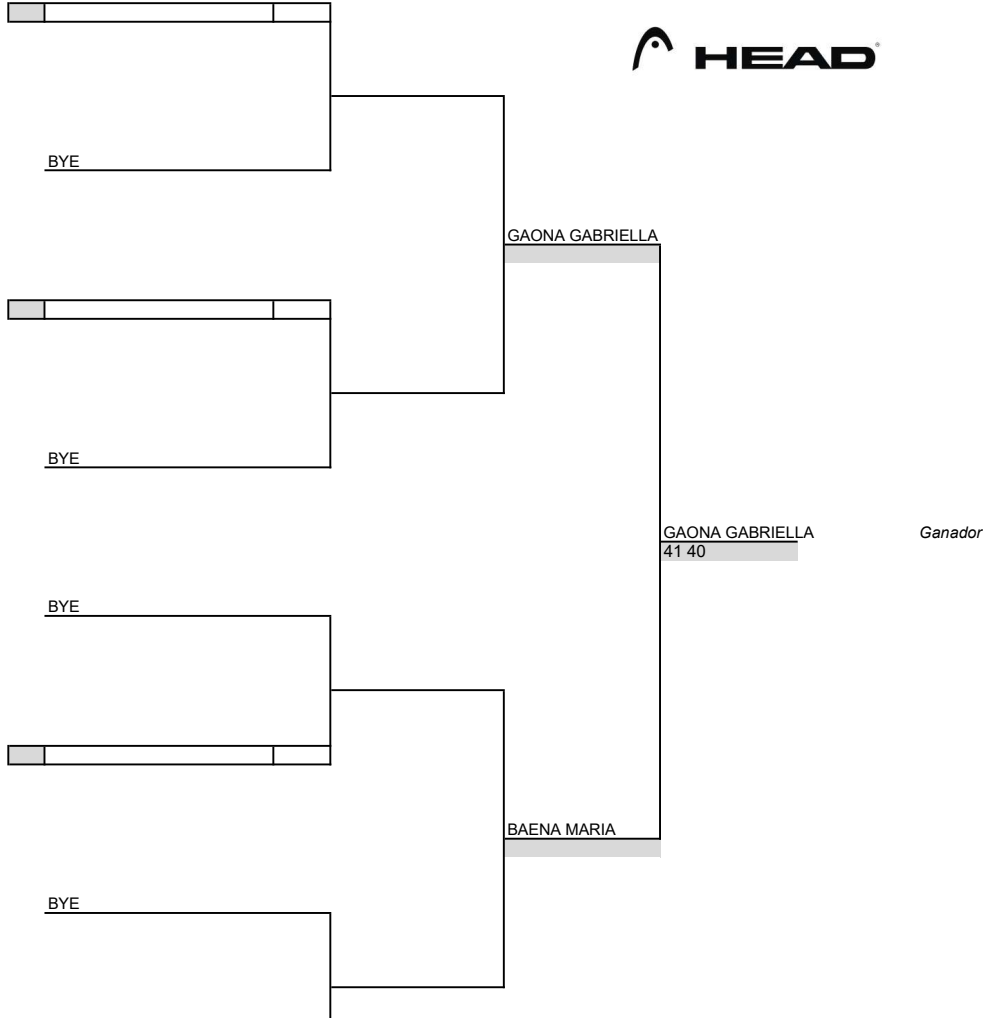 HEAD
BYE
GAONA GABRIELLA
BYE
GAONA GABRIELLA
Ganador
41 40
BYE
BAENA MARIA
BYE